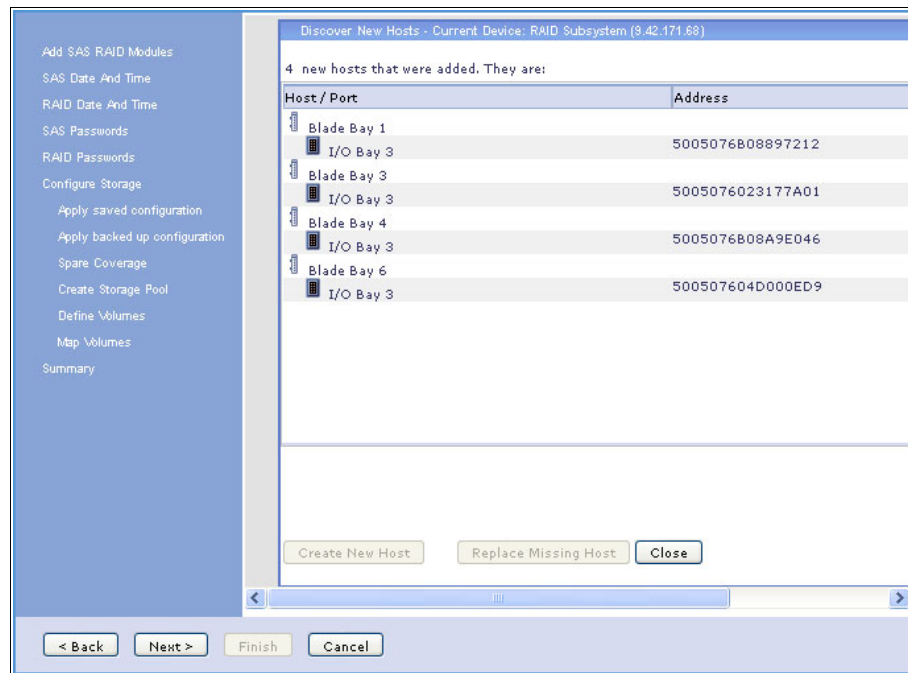 Add SAS RAID Modules
SAS Date And Time
RAID Date And Time
SAS Passwords
RAID Passwords
Configure Storage
Apply saved configuration
Apply backed up configuration
Spare Coverage
Create Storage Pool
Define Volumes
Map Volumes
Summary
Discover New Hosts - Current Device: RAID Subsystem (9.42.171.68)
4 new hosts that were added. They are:
Host / Port Address
Blade Bay 1
I/O Bay 3 5005076B08897212
Blade Bay 3
I/O Bay 3 5005076023177A01
Blade Bay 4
I/O Bay 3 5005076B08A9E046
Blade Bay 6
I/O Bay 3 500507604D000ED9
Create New Host Replace Missing Host Close
< Back Next > Finish Cancel